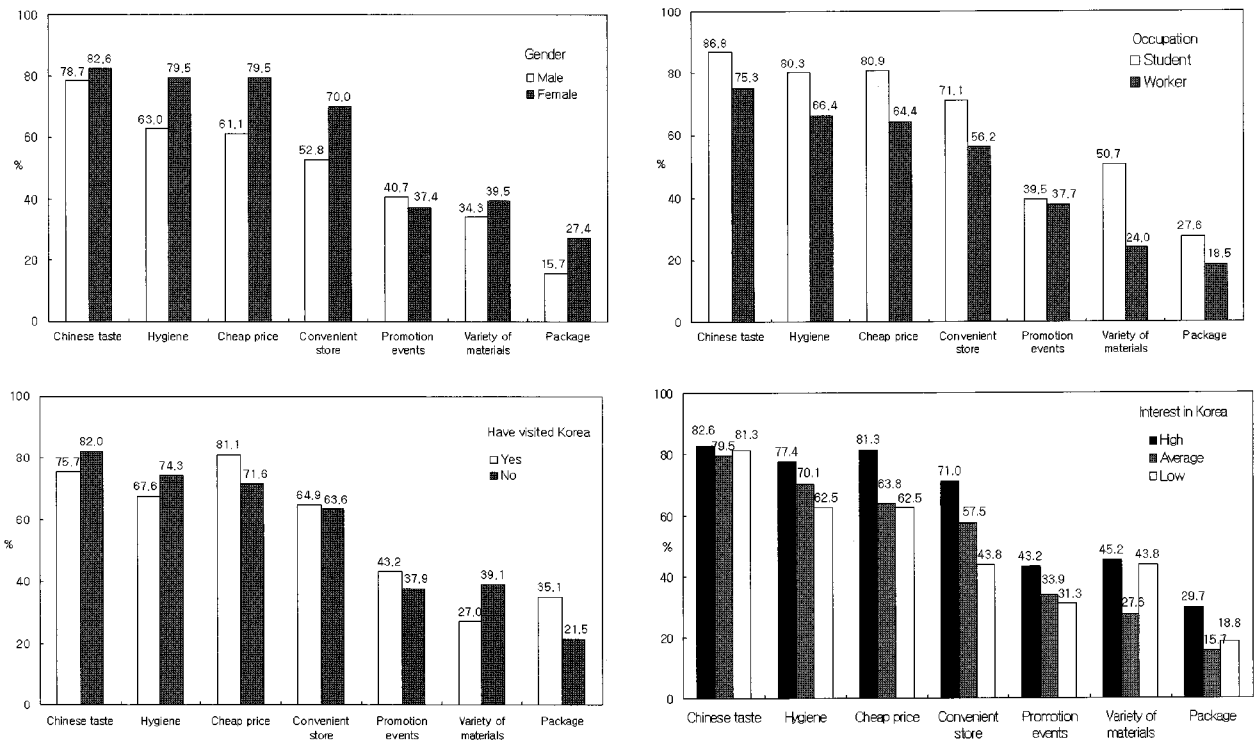 100
80
60
%
40
20
0
Gender
Male
Female
78,7 82,6
63,0 79,5
61,1 79,5
52,8 70,0
40,7 37,4
34,3 39,5
15,7 27,4
Chinese taste Hygiene Cheap price Convenient store Promotion events Variety of materials Package
100
80
60
%
40
20
0
Occupation
Student
Worker
86,8 75,3
80,3 66,4
80,9 64,4
71,1 56,2
39,5 37,7
50,7 24,0
27,6 18,5
Chinese taste Hygiene Cheap price Convenient store Promotion events Variety of materials Package
100
80
60
%
40
20
0
Have visited Korea
Yes
No
75,7 82,0
67,6 74,3
81,1 71,6
64,9 63,6
43,2 37,9
27,0 39,1
35,1 21,5
Chinese taste Hygiene Cheap price Convenient store Promotion events Variety of materials Package
100
80
60
%
40
20
0
Interest in Korea
High
Average
Low
82,6 79,5 81,3
77,4 70,1 62,5
81,3 63,8 62,5
71,0 57,5 43,8
43,2 33,9 31,3
45,2 27,6 43,8
29,7 15,7 18,8
Chinese taste Hygiene Cheap price Convenient store Promotion events Variety of materials Package